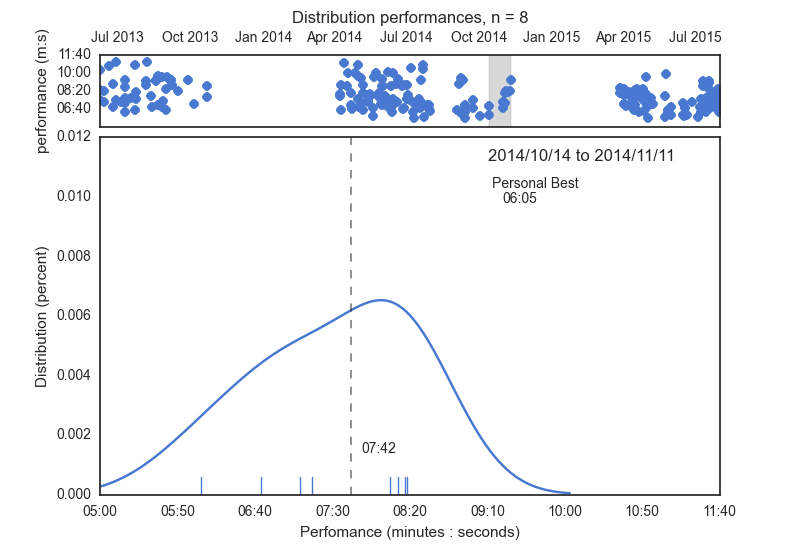 Distribution performances, n = 8
Jul 2013 Oct 2013 Jan 2014 Apr 2014 Jul 2014 Oct 2014 Jan 2015 Apr 2015 Jul 2015
performance (m:s)
11:40
10:00
08:20
06:40
Distribution (percent)
0.012
0.010
0.008
0.006
0.004
0.002
0.000
2014/10/14 to 2014/11/11
Personal Best
06:05
07:42
05:00 05:50 06:40 07:30 08:20 09:10 10:00 10:50 11:40
Perfomance (minutes : seconds)